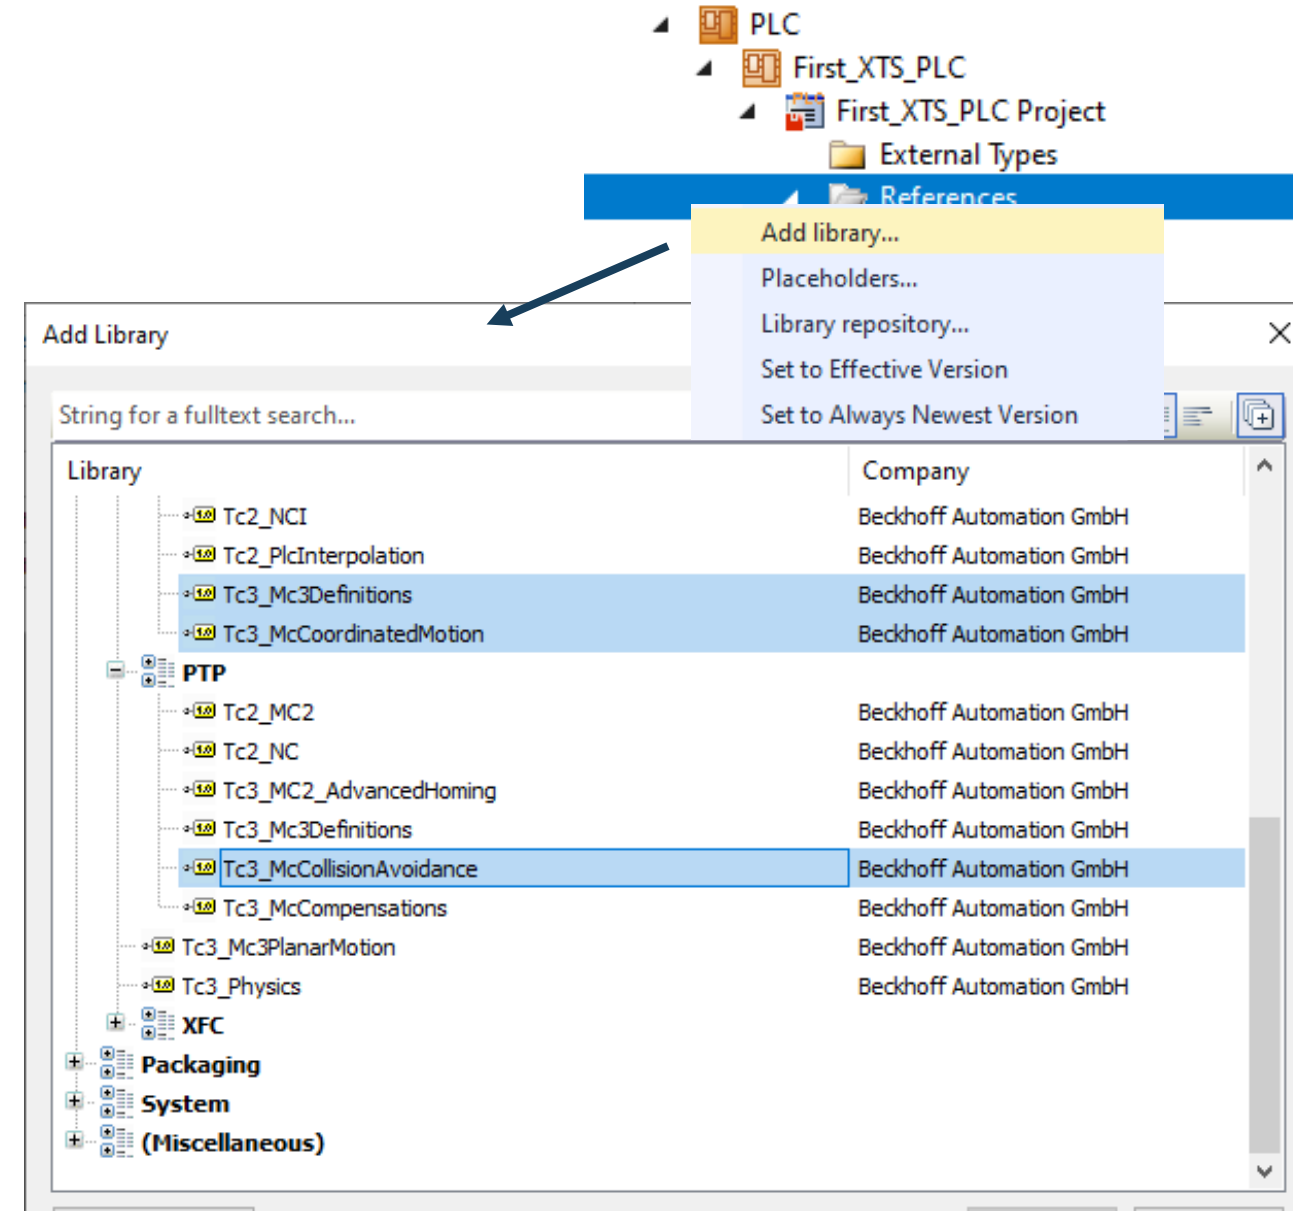 PLC
First_XTS_PLC
First_XTS_PLC Project
External Types
References
Add library...
Placeholders...
Library repository...
Set to Effective Version
Set to Always Newest Version
Add Library
String for a fulltext search...
Library Company
Tc2_NCI Beckhoff Automation GmbH
Tc2_PlcInterpolation Beckhoff Automation GmbH
Tc3_Mc3Definitions Beckhoff Automation GmbH
Tc3_McCoordinatedMotion Beckhoff Automation GmbH
PTP
Tc2_MC2 Beckhoff Automation GmbH
Tc2_NC Beckhoff Automation GmbH
Tc3_MC2_AdvancedHoming Beckhoff Automation GmbH
Tc3_Mc3Definitions Beckhoff Automation GmbH
Tc3_McCollisionAvoidance Beckhoff Automation GmbH
Tc3_McCompensations Beckhoff Automation GmbH
Tc3_Mc3PlanarMotion Beckhoff Automation GmbH
Tc3_Physics Beckhoff Automation GmbH
XFC
Packaging
System
(Miscellaneous)